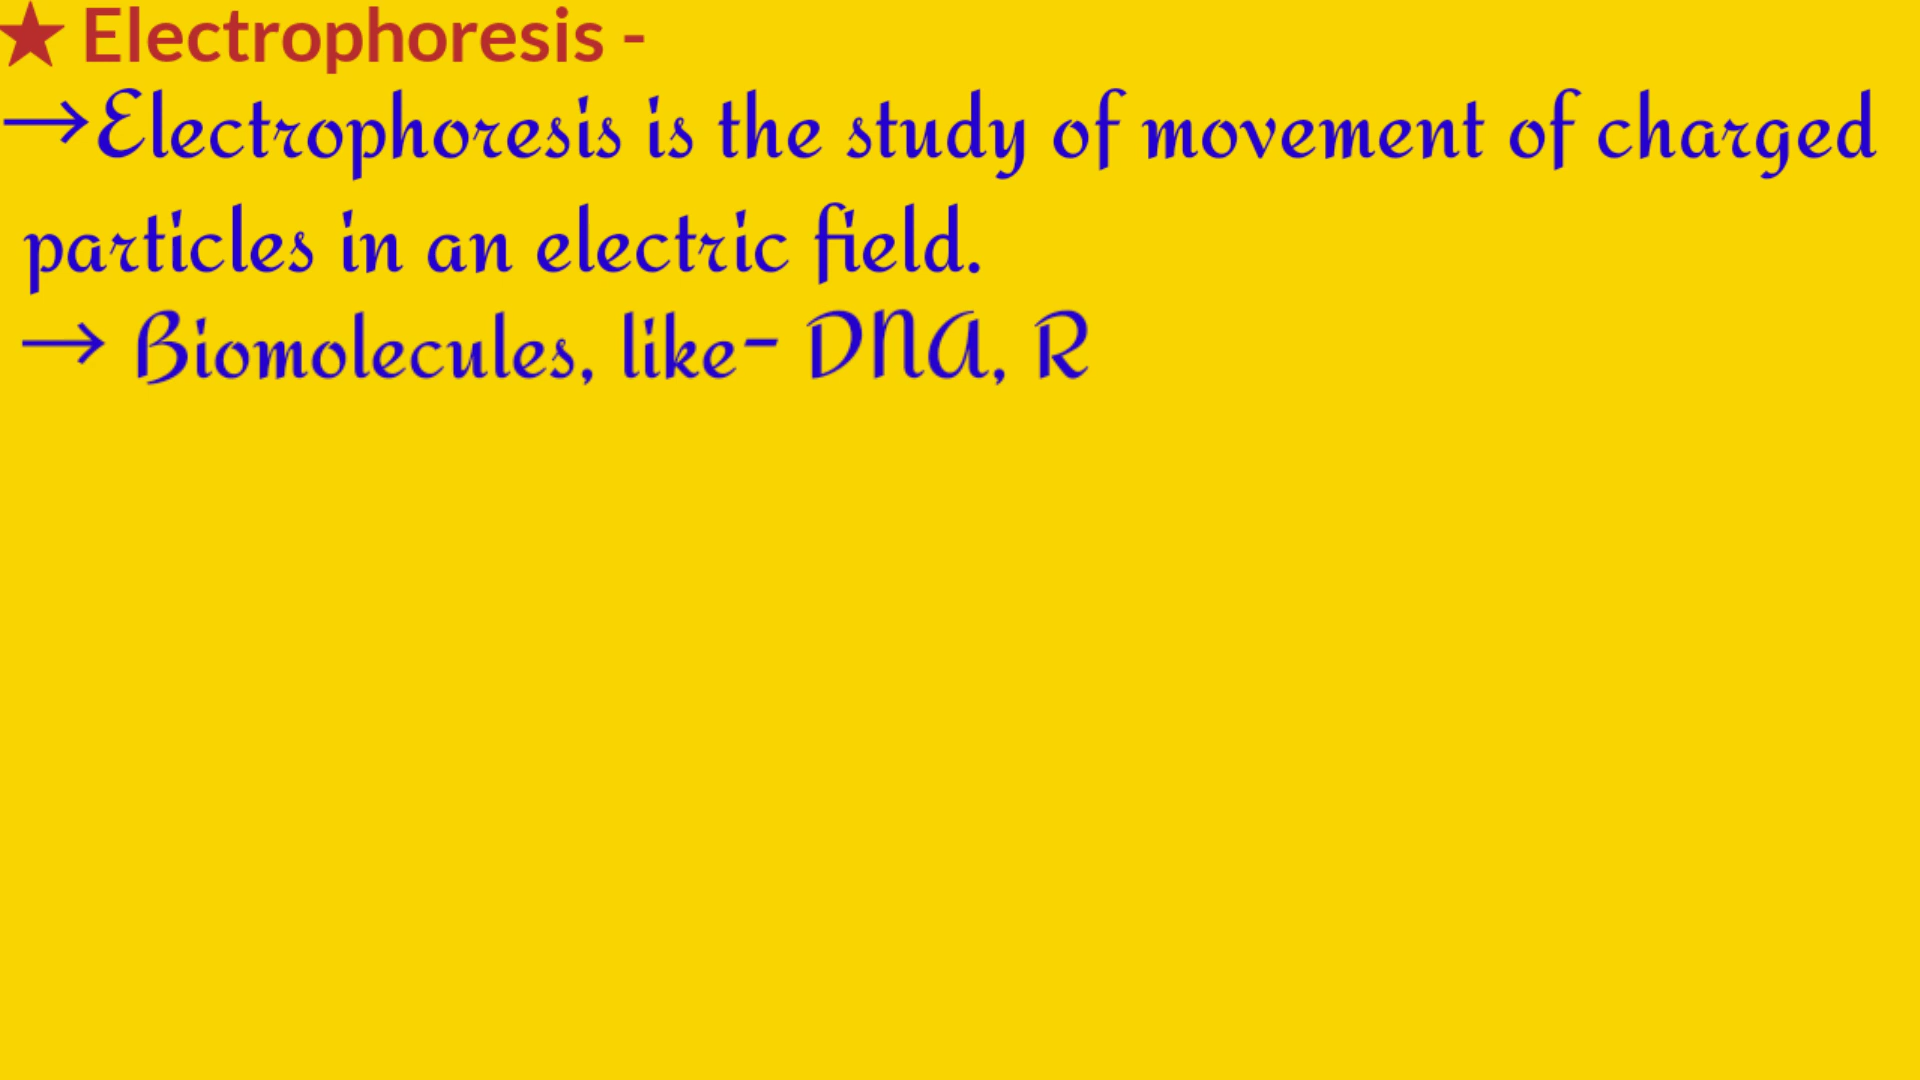 ★ Electrophoresis -
→Electrophoresis is the study of movement of charged
particles in an electric field.
→ Biomolecules, like- DNA, R